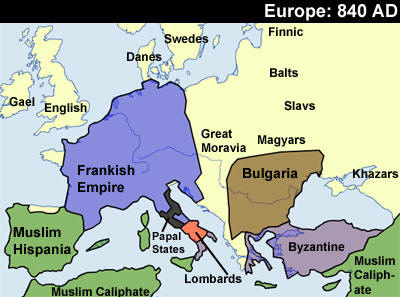 Europe: 840 AD
Finnic
Swedes
Danes
Balts
Gael
English
Slavs
Great
Moravia
Magyars
Frankish
Empire
Bulgaria
Khazars
Muslim
Hispania
Papal
States
Byzantine
Lombards
Muslim
Caliph-
ate
Muslim Caliphate